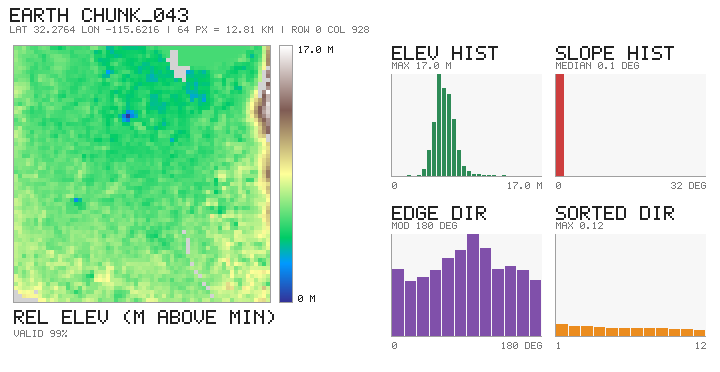 EARTH CHUNK_043
LAT 32.2764 LON -115.6216 | 64 PX = 12.81 KM | ROW 0 COL 928
17.0 M
0 M
REL ELEV (M ABOVE MIN)
VALID 99%
ELEV HIST
MAX 17.0 M
0 17.0 M
SLOPE HIST
MEDIAN 0.1 DEG
0 32 DEG
EDGE DIR
MOD 180 DEG
0 180 DEG
SORTED DIR
MAX 0.12
1 12